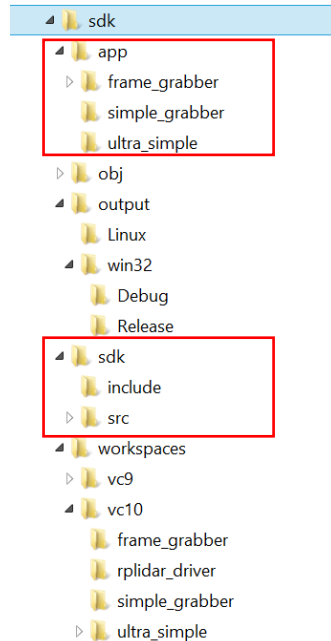 sdk
app
frame_grabber
simple_grabber
ultra_simple
obj
output
Linux
win32
Debug
Release
sdk
include
src
workspaces
vc9
vc10
frame_grabber
rplidar_driver
simple_grabber
ultra_simple